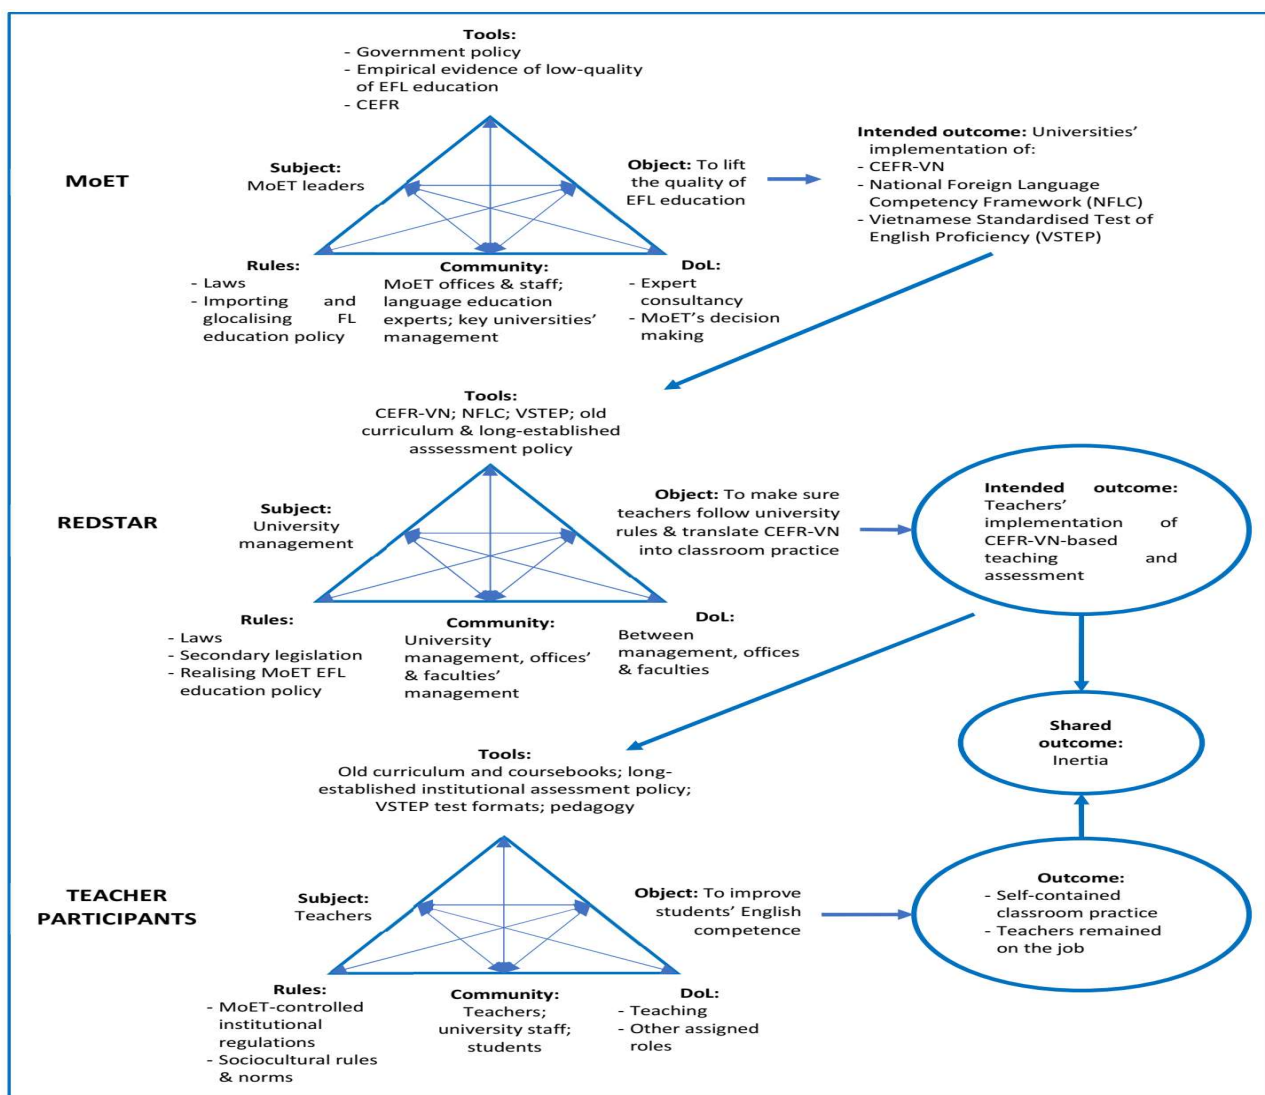 Tools:
- Government policy
- Empirical evidence of low-quality
of EFL education
- CEFR
MoET
Subject:
MoET leaders
Object: To lift
the quality of
EFL education
Intended outcome: Universities'
implementation of:
- CEFR-VN
- National Foreign Language
Competency Framework (NFLC)
- Vietnamese Standardised Test of
English Proficiency (VSTEP)
Rules:
- Laws
- Importing and
glocalising FL
education policy
Community:
MoET offices & staff;
language education
experts; key universities'
management
DoL:
- Expert
consultancy
- MoET's decision
making
Tools:
CEFR-VN; NFLC; VSTEP; old
curriculum & long-established
asssessment policy
REDSTAR
Subject:
University
management
Object: To make sure
teachers follow university
rules & translate CEFR-VN
into classroom practice
Intended outcome:
Teachers'
implementation of
CEFR-VN-based
teaching and
assessment
Rules:
- Laws
- Secondary legislation
- Realising MoET EFL
education policy
Community:
University
management, offices'
& faculties'
management
DoL:
Between
management, offices
& faculties
Shared
outcome:
Inertia
Tools:
Old curriculum and coursebooks; long-
established institutional assessment policy;
VSTEP test formats; pedagogy
TEACHER
PARTICIPANTS
Subject:
Teachers
Object: To improve
students' English
competence
Outcome:
- Self-contained
classroom practice
- Teachers remained
on the job
Rules:
- MoET-controlled
institutional
regulations
- Sociocultural rules
& norms
Community:
Teachers;
university staff;
students
DoL:
- Teaching
- Other assigned
roles